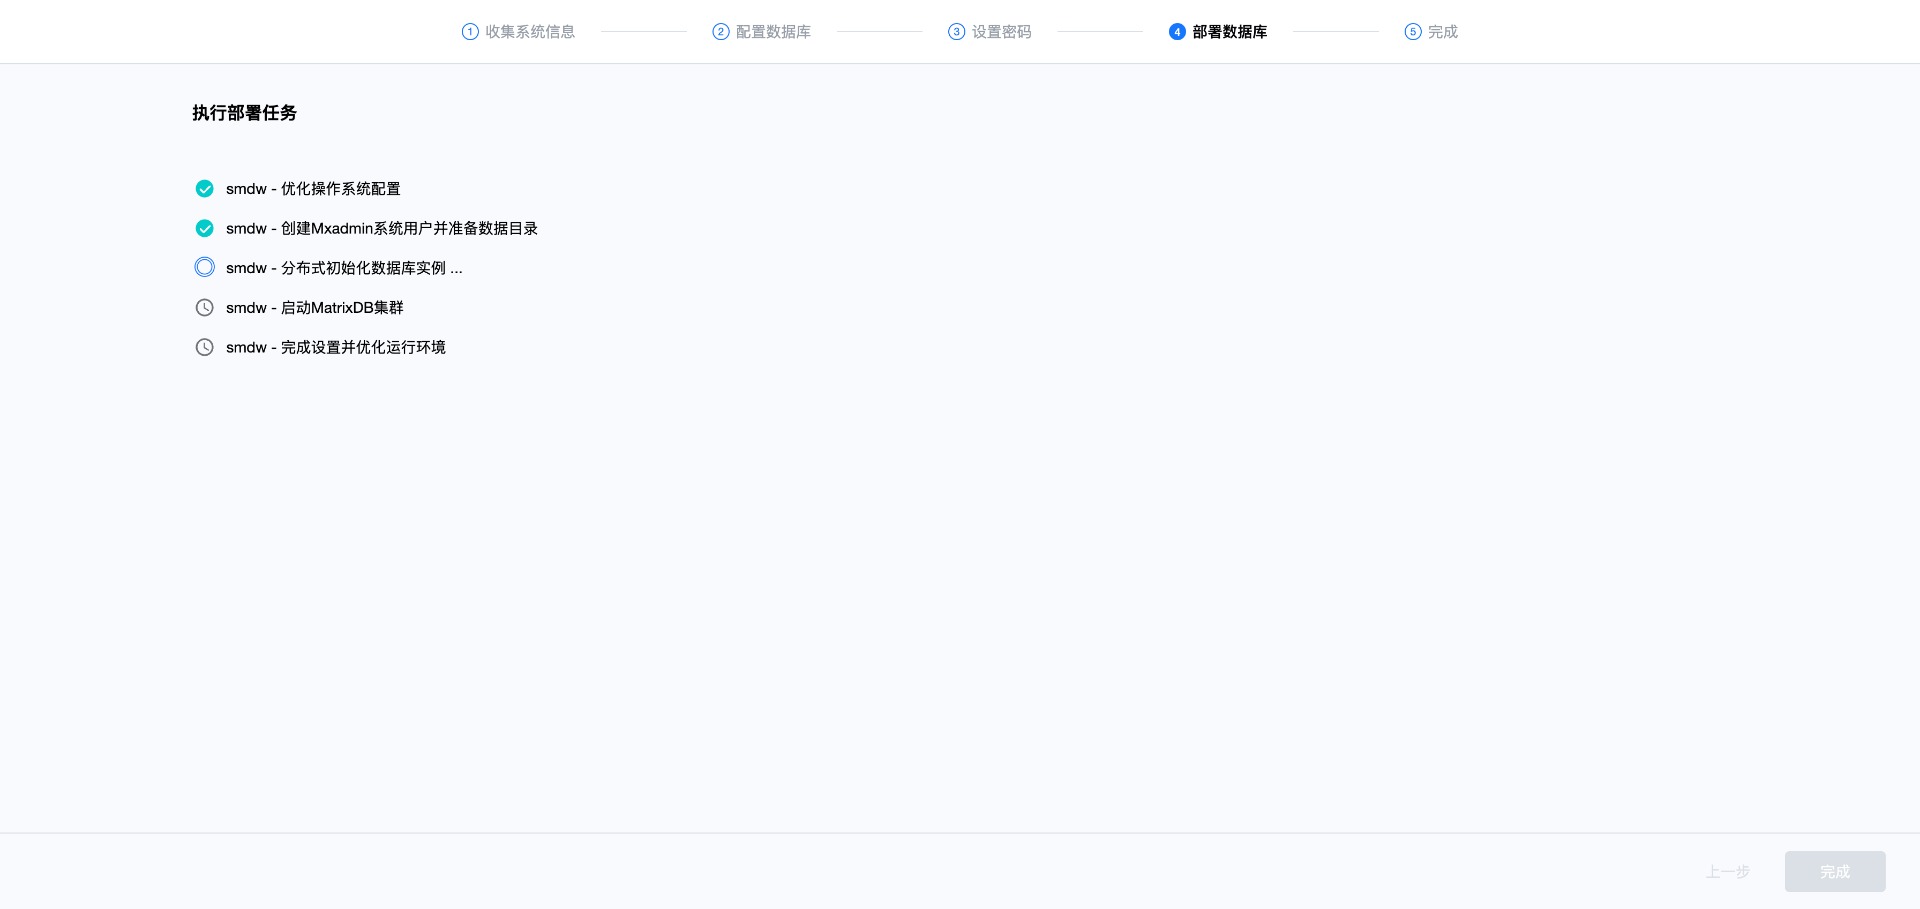 1 收集系统信息 2 配置数据库 3 设置密码 4 部署数据库 5 完成
执行部署任务
smdw - 优化操作系统配置
smdw - 创建Mxadmin系统用户并准备数据目录
smdw - 分布式初始化数据库实例 ...
smdw - 启动MatrixDB集群
smdw - 完成设置并优化运行环境
上一步 完成